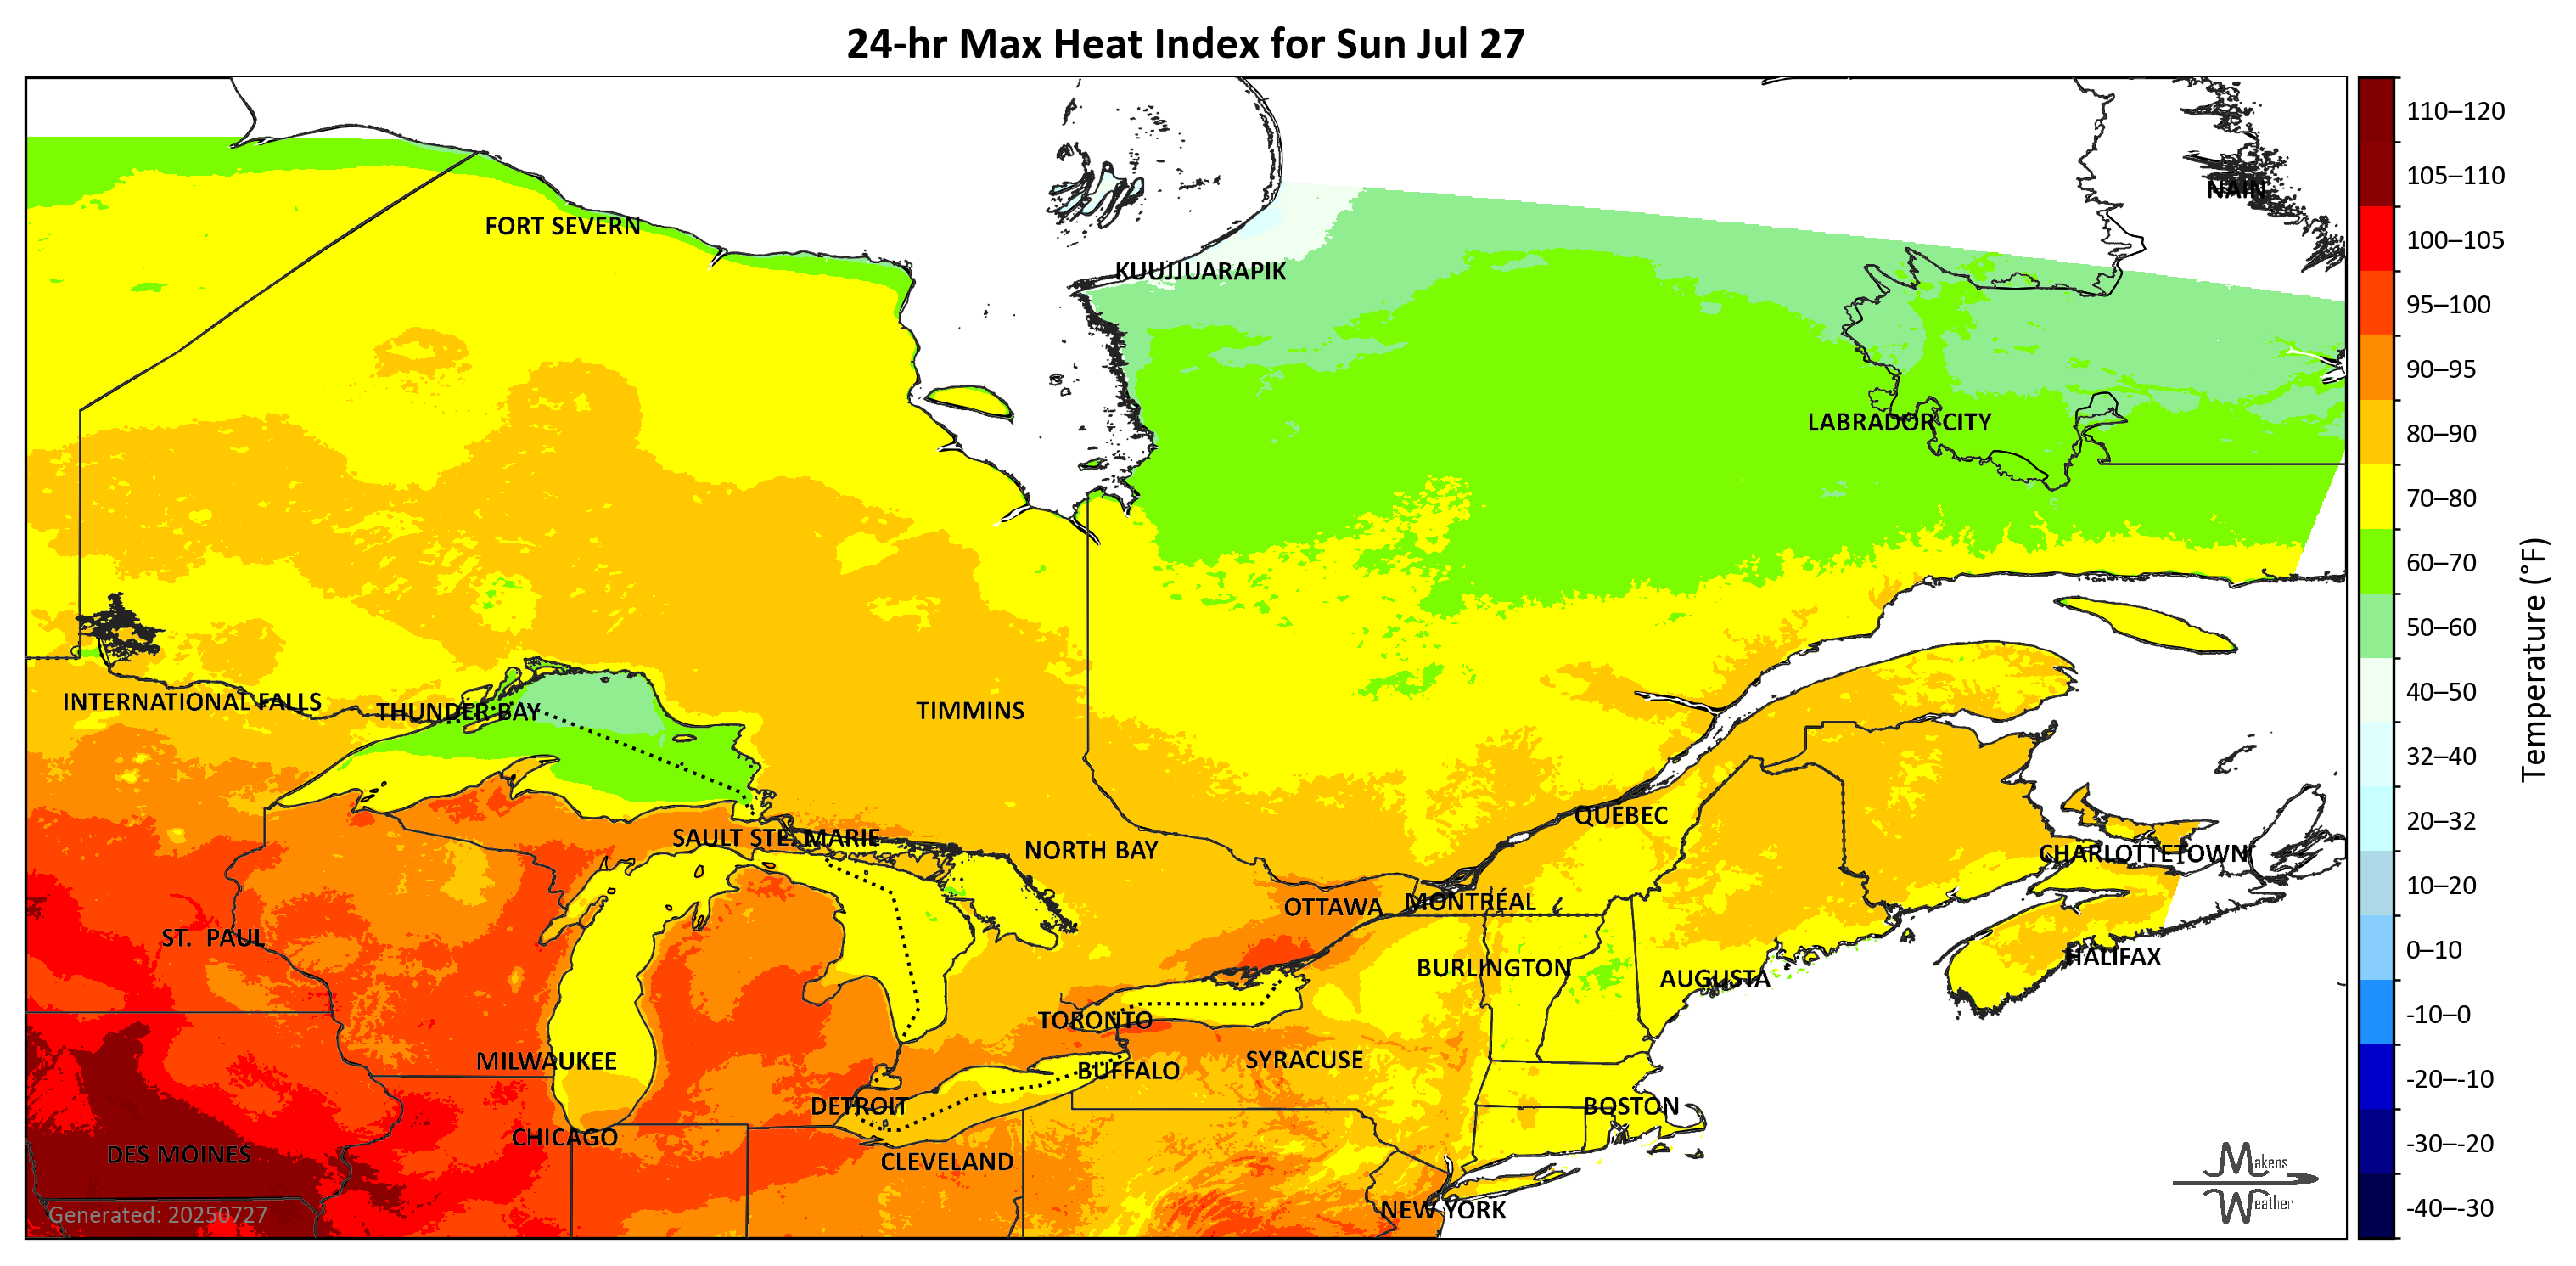 24-hr Max Heat Index for Sun Jul 27
110–120
105–110
NAIN
FORT SEVERN
100–105
KUUJJUARAPIK
95–100
90–95
LABRADOR CITY
80–90
70–80
60–70
50–60
Temperature (°F)
INTERNATIONAL FALLS
40–50
THUNDER BAY
TIMMINS
32–40
QUÉBEC
20–32
SAULT STE. MARIE
NORTH BAY
CHARLOTTETOWN
10–20
OTTAWA
MONTRÉAL
ST. PAUL
0–10
HALIFAX
BURLINGTON
AUGUSTA
-10–0
TORONTO
MILWAUKEE
SYRACUSE
BUFFALO
-20–-10
DETROIT
BOSTON
CHICAGO
-30–-20
DES MOINES
CLEVELAND
Makens
Weather
NEW YORK
-40–-30
Generated: 20250727